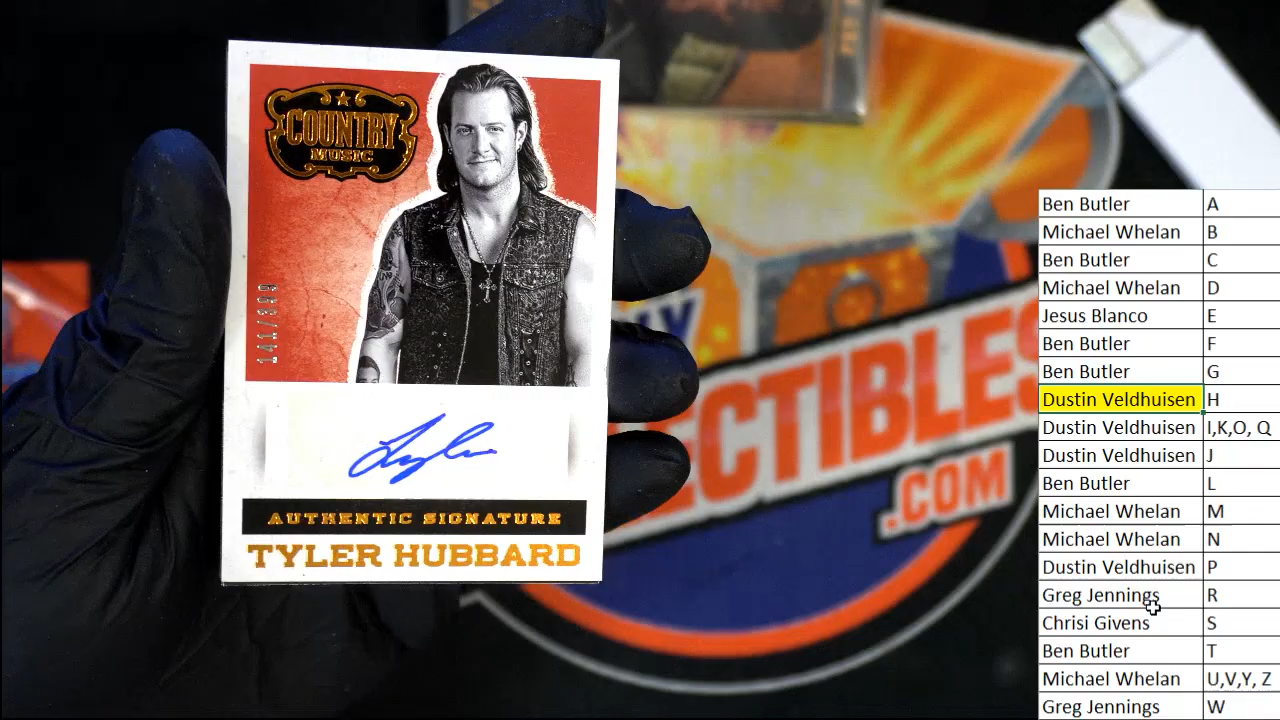 COUNTRY
MUSIC
141/899
AUTHENTIC SIGNATURE
TYLER HUBBARD
ECTIBLES
.COM
Ben Butler A
Michael Whelan B
Ben Butler C
Michael Whelan D
Jesus Blanco E
Ben Butler F
Ben Butler G
Dustin Veldhuisen H
Dustin Veldhuisen I,K,O, Q
Dustin Veldhuisen J
Ben Butler L
Michael Whelan M
Michael Whelan N
Dustin Veldhuisen P
Greg Jennings R
Chrisi Givens S
Ben Butler T
Michael Whelan U,V,Y, Z
Greg Jennings W